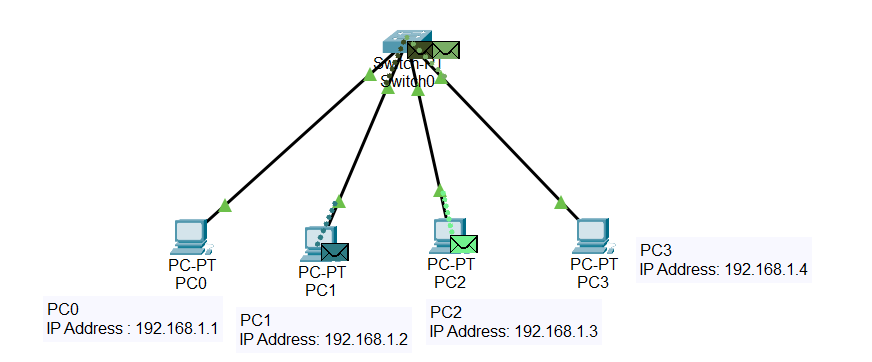 Switch-PT
Switch0
PC-PT
PC0
PC-PT
PC1
PC-PT
PC2
PC-PT
PC3
PC0
IP Address : 192.168.1.1
PC1
IP Address: 192.168.1.2
PC2
IP Address: 192.168.1.3
PC3
IP Address: 192.168.1.4